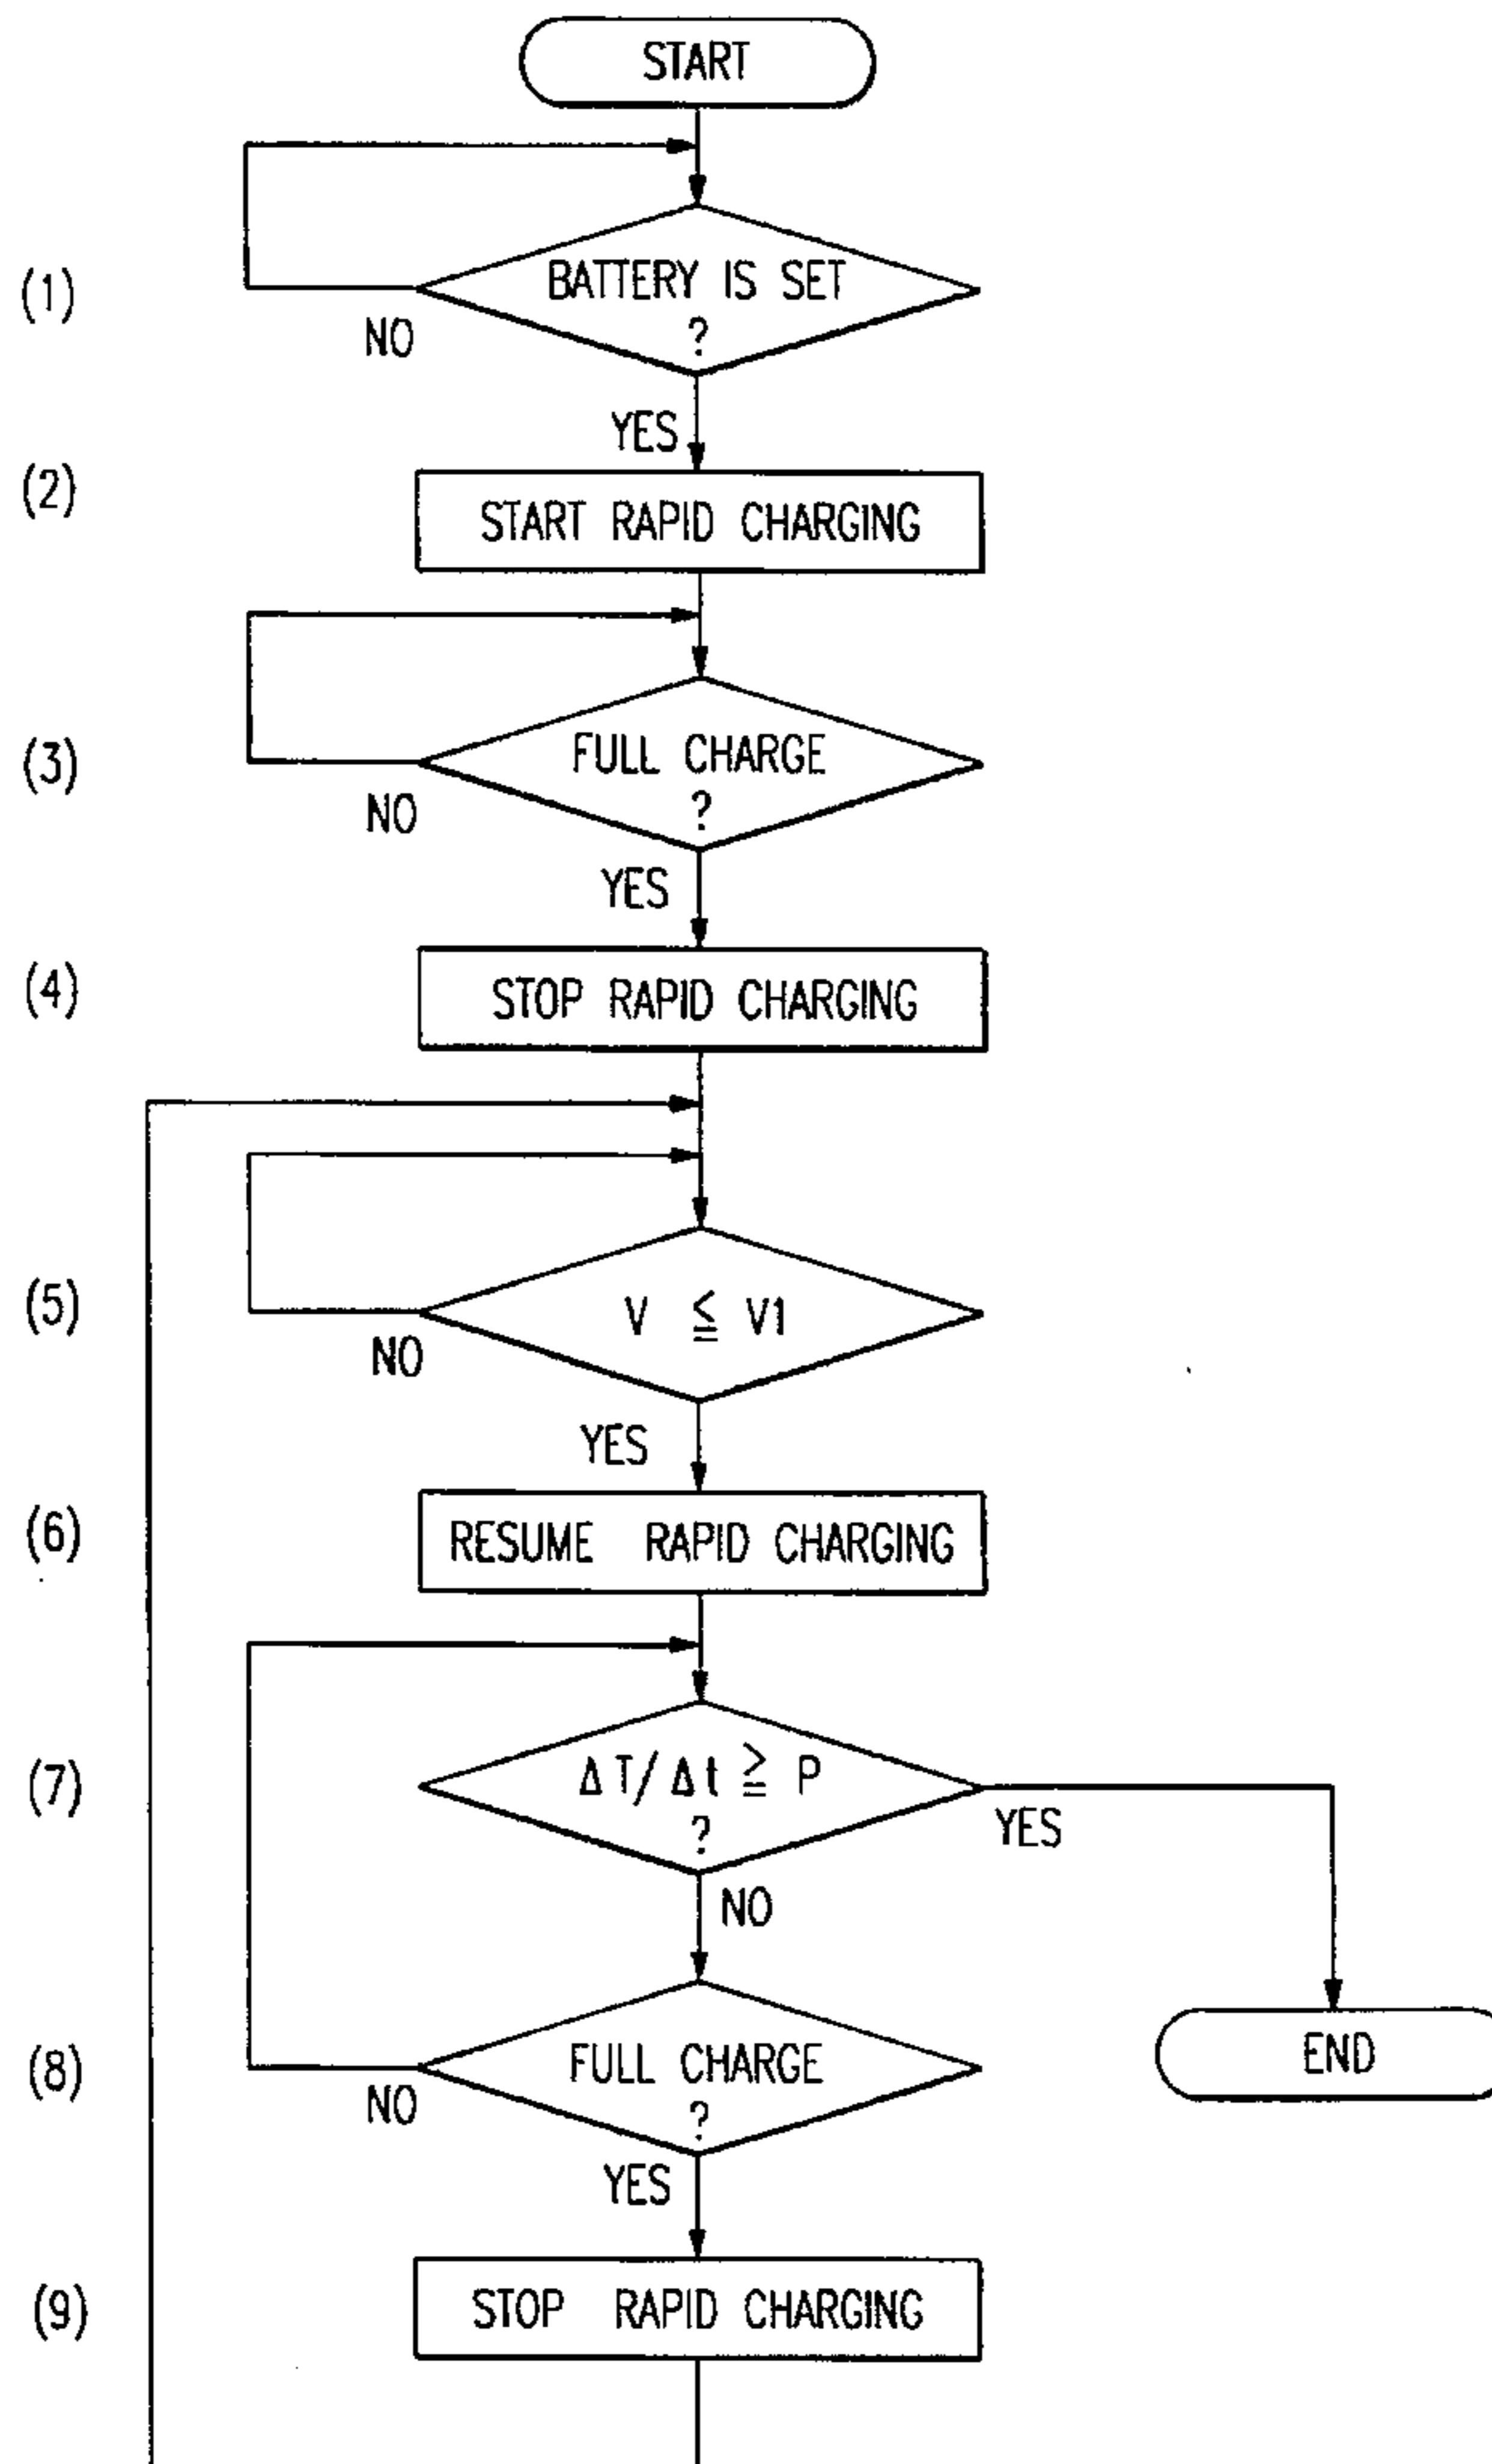 START
(1)
BATTERY IS SET
?
NO
YES
(2)
START RAPID CHARGING
(3)
FULL CHARGE
?
NO
YES
(4)
STOP RAPID CHARGING
(5)
V ≦ V1
NO
YES
(6)
RESUME RAPID CHARGING
(7)
ΔT/Δt ≧ P
?
YES
NO
(8)
FULL CHARGE
?
NO
END
YES
(9)
STOP RAPID CHARGING